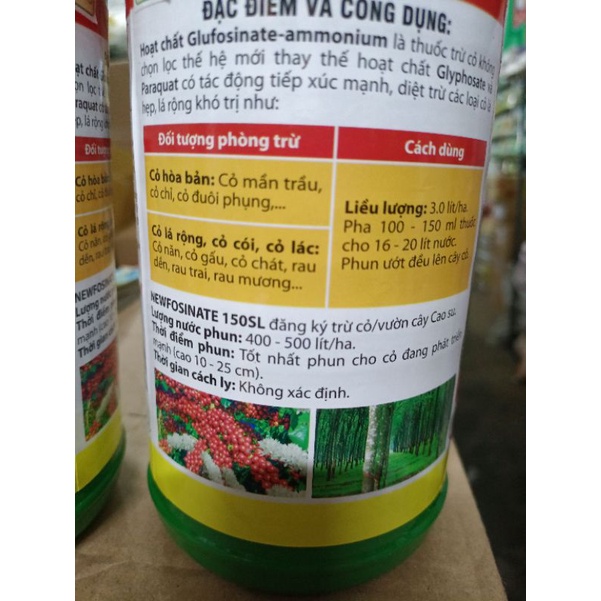 ĐẶC ĐIỂM VÀ CÔNG DỤNG:
Hoạt chất Glufosinate-ammonium là thuốc trừ cỏ không
chọn lọc thế hệ mới thay thế hoạt chất Glyphosate và
Paraquat có tác động tiếp xúc mạnh, diệt trừ các loại cỏ lá
hẹp, lá rộng khó trị như:
Đối tượng phòng trừ
Cách dùng
Cỏ hòa bản: Cỏ mần trầu,
cỏ chỉ, cỏ đuôi phụng,...
Cỏ lá rộng, cỏ cói, cỏ lác:
Cỏ năn, cỏ gấu, cỏ chát, rau
dền, rau trai, rau mương...
Liều lượng: 3.0 lít/ha.
Pha 100 - 150 ml thuốc
cho 16 - 20 lít nước.
Phun ướt đều lên cây cỏ.
NEWFOSINATE 150SL đăng ký trừ cỏ/vườn cây Cao su.
Lượng nước phun: 400 - 500 lít/ha.
Thời điểm phun: Tốt nhất phun cho cỏ đang phát triển
mạnh (cao 10 - 25 cm).
Thời gian cách ly: Không xác định.